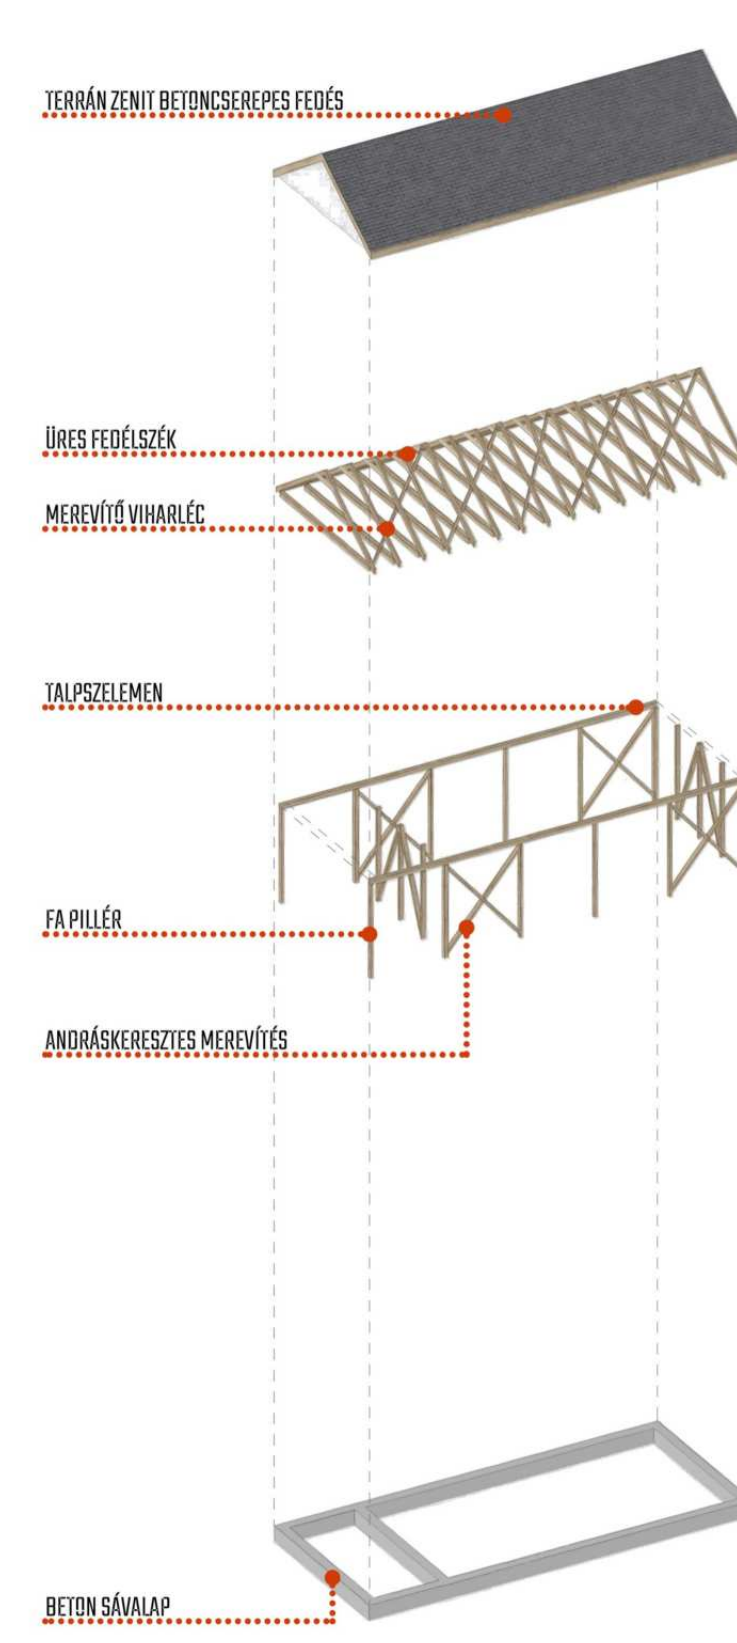 TERRÁN ZENIT BETONCSEREPES FEDÉS
ÜRES FEDÉLSZÉK
MEREVÍTŐ VIHARLÉC
TALPSZELEMEN
FA PILLÉR
ANDRÁSKERESZTES MEREVÍTÉS
BETON SÁVALAP